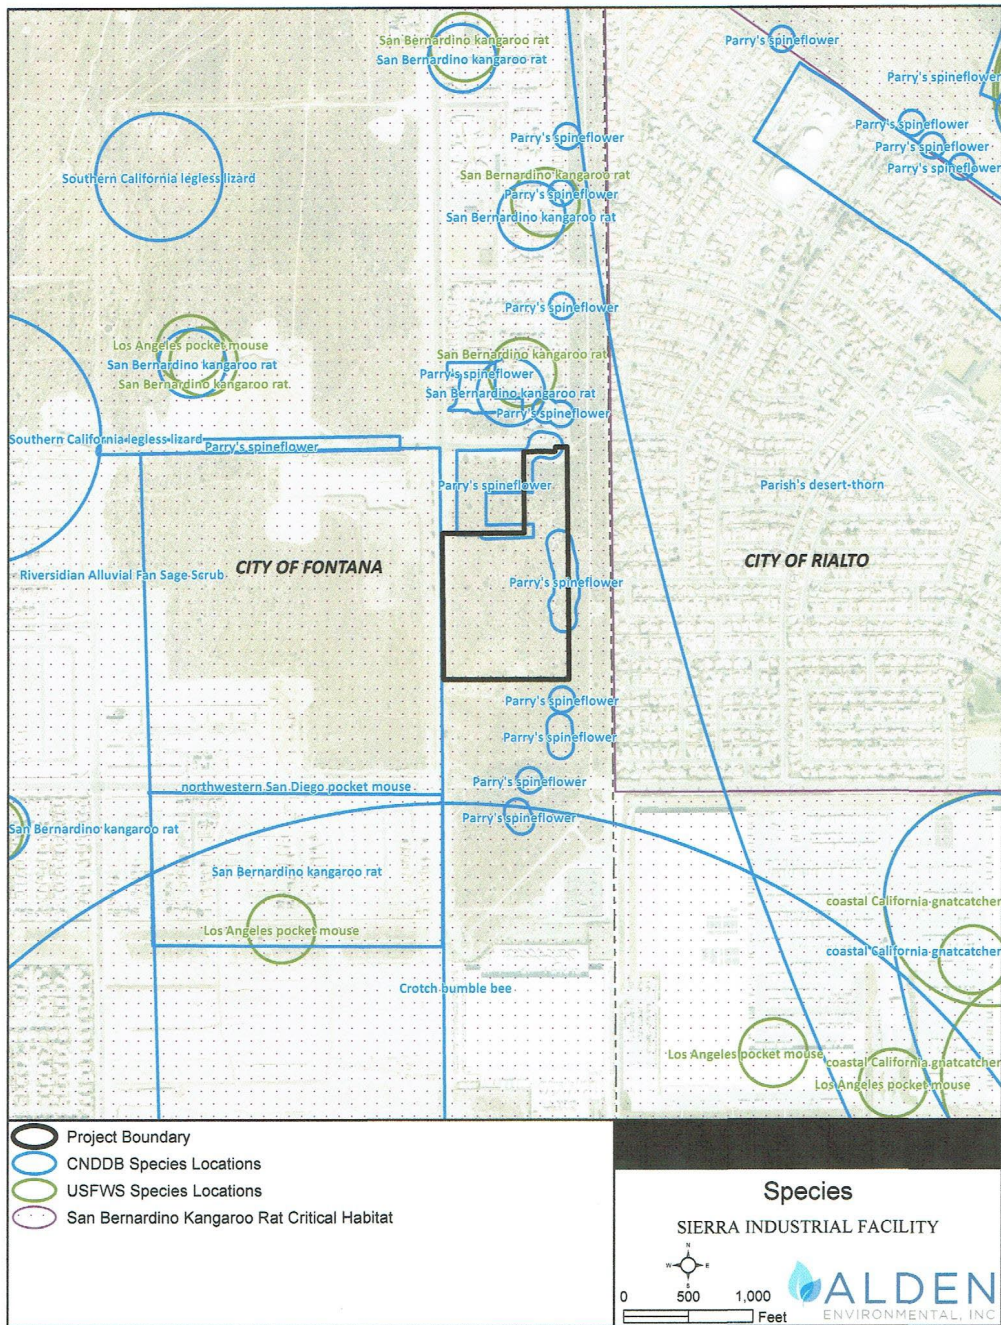 San Bernardino kangaroo rat
San Bernardino kangaroo rat
Parry's spineflower
Parry's spineflower
Parry's spineflower
Parry's spineflower
Parry's spineflower
Parry's spineflower
Parry's spineflower
Southern California legless lizard
San Bernardino kangaroo rat
Parry's spineflower
San Bernardino kangaroo rat
Parry's spineflower
Los Angeles pocket mouse
San Bernardino kangaroo rat
San Bernardino kangaroo rat
San Bernardino kangaroo rat
Parry's spineflower
San Bernardino kangaroo rat
Parry's spineflower
Southern California legless lizard
Parry's spineflower
Parry's spineflower
Parish's desert-thorn
CITY OF FONTANA
CITY OF RIALTO
Riversidian Alluvial Fan Sage Scrub
Parry's spineflower
Parry's spineflower
Parry's spineflower
northwestern San Diego pocket mouse
Parry's spineflower
Parry's spineflower
San Bernardino kangaroo rat
San Bernardino kangaroo rat
Los Angeles pocket mouse
coastal California gnatcatcher
coastal California gnatcatcher
Crotch bumble bee
Los Angeles pocket mouse
coastal California gnatcatcher
Los Angeles pocket mouse
Project Boundary
CNDDB Species Locations
USFWS Species Locations
San Bernardino Kangaroo Rat Critical Habitat
Species
SIERRA INDUSTRIAL FACILITY
N
W E
S
0 500 1,000
Feet
ALDEN
ENVIRONMENTAL, INC